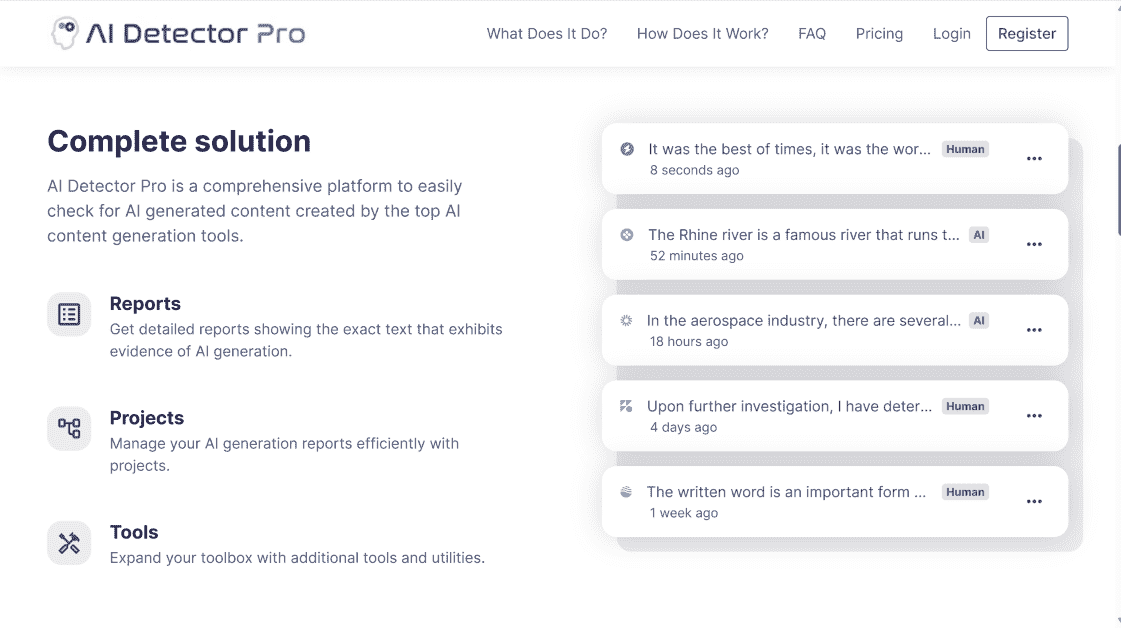 AI Detector Pro
What Does It Do?
How Does It Work?
FAQ
Pricing
Login
Register
Complete solution
AI Detector Pro is a comprehensive platform to easily
check for AI generated content created by the top AI
content generation tools.
Reports
Get detailed reports showing the exact text that exhibits
evidence of AI generation.
Projects
Manage your AI generation reports efficiently with
projects.
Tools
Expand your toolbox with additional tools and utilities.
It was the best of times, it was the wor... Human
8 seconds ago
The Rhine river is a famous river that runs t... AI
52 minutes ago
In the aerospace industry, there are several... AI
18 hours ago
Upon further investigation, I have deter... Human
4 days ago
The written word is an important form ... Human
1 week ago